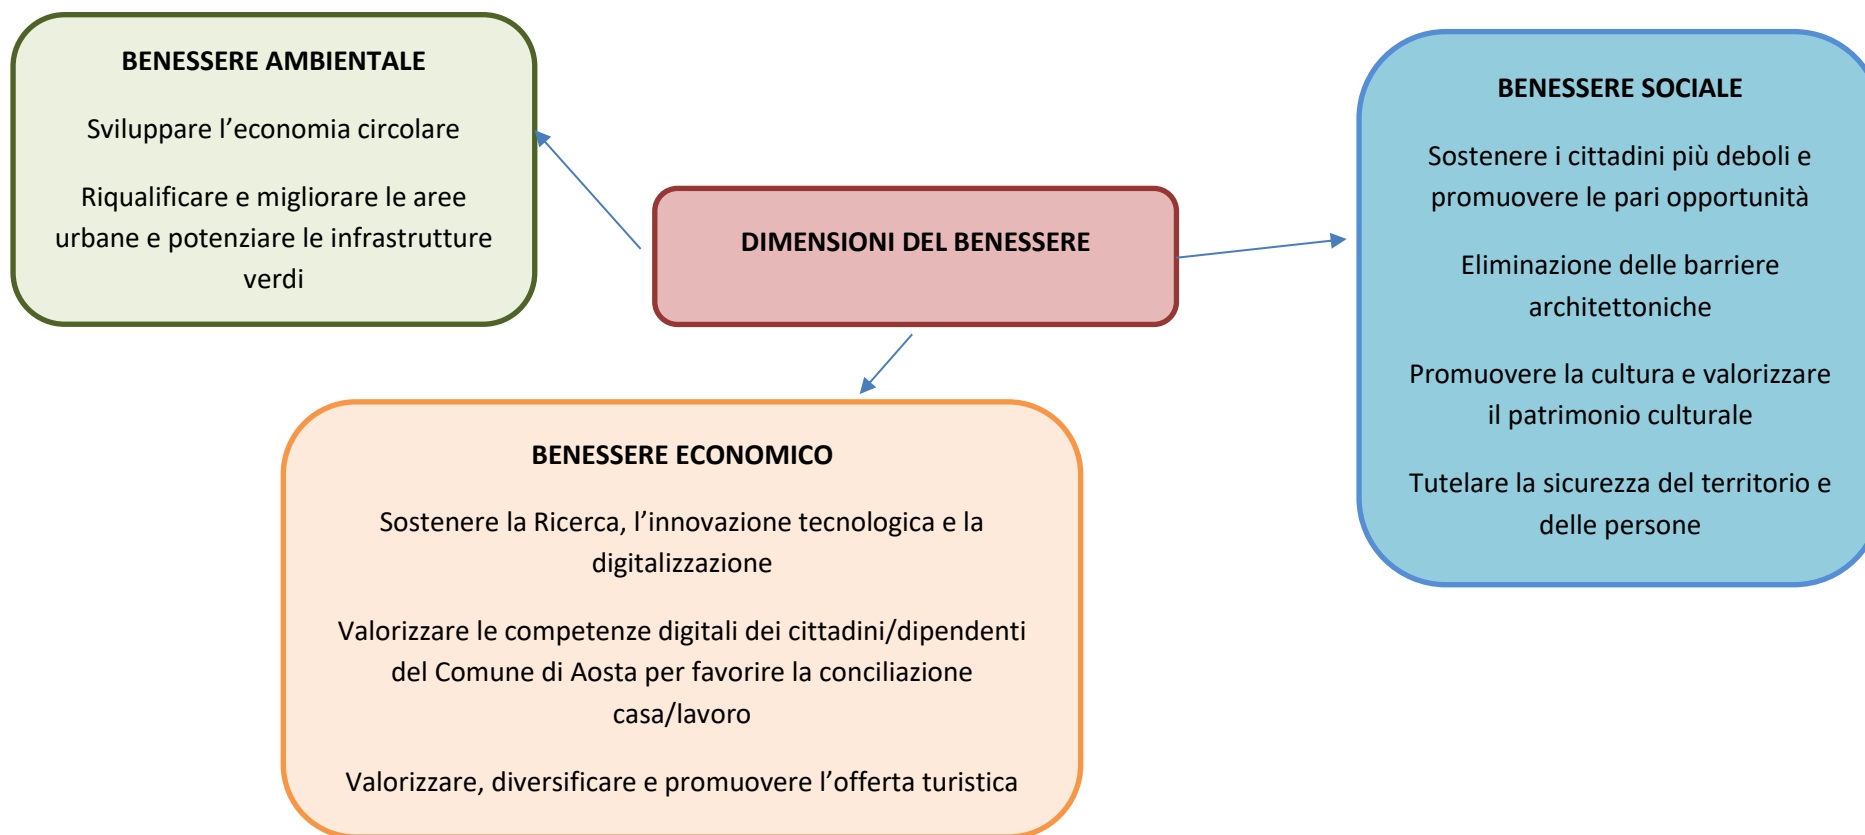 BENESSERE AMBIENTALE
Sviluppare l’economia circolare
Riqualificare e migliorare le aree
urbane e potenziare le infrastrutture
verdi
DIMENSIONI DEL BENESSERE
BENESSERE SOCIALE
Sostenere i cittadini più deboli e
promuovere le pari opportunità
Eliminazione delle barriere
architettoniche
Promuovere la cultura e valorizzare
il patrimonio culturale
Tutelare la sicurezza del territorio e
delle persone
BENESSERE ECONOMICO
Sostenere la Ricerca, l’innovazione tecnologica e la
digitalizzazione
Valorizzare le competenze digitali dei cittadini/dipendenti
del Comune di Aosta per favorire la conciliazione
casa/lavoro
Valorizzare, diversificare e promuovere l’offerta turistica